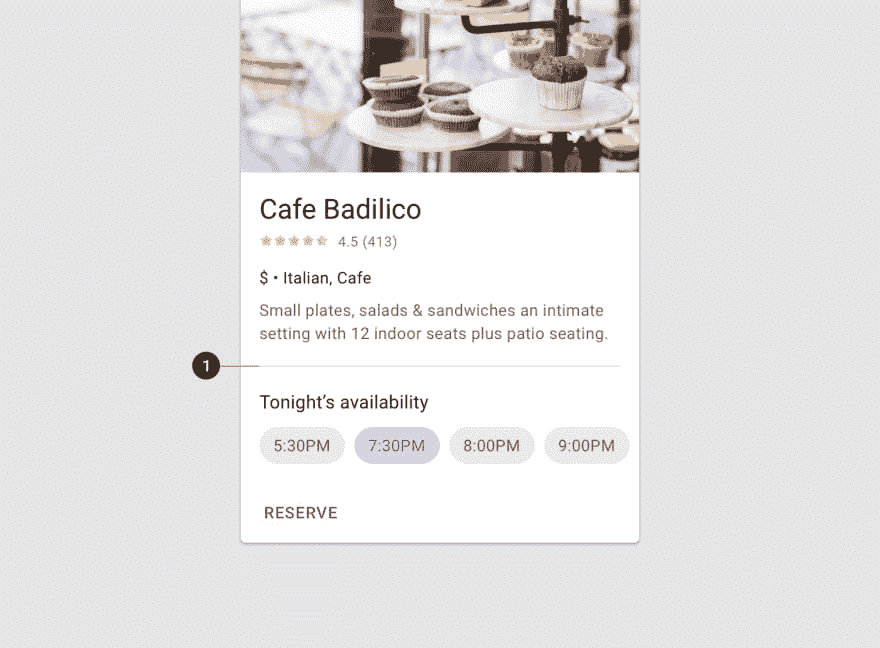 Cafe Badilico
4.5 (413)
$ • Italian, Cafe
Small plates, salads & sandwiches an intimate
setting with 12 indoor seats plus patio seating.
1
Tonight’s availability
5:30PM 7:30PM 8:00PM 9:00PM
RESERVE